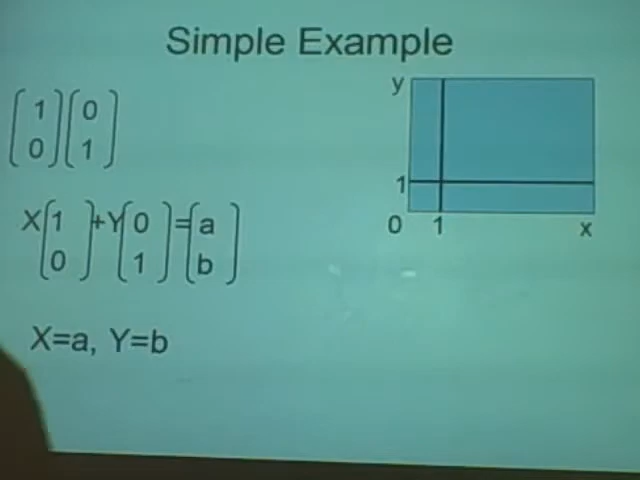 Simple Example
1 0
0 1
X 1 +Y 0 = a
0 1 b
X=a, Y=b
y
1
0 1 x